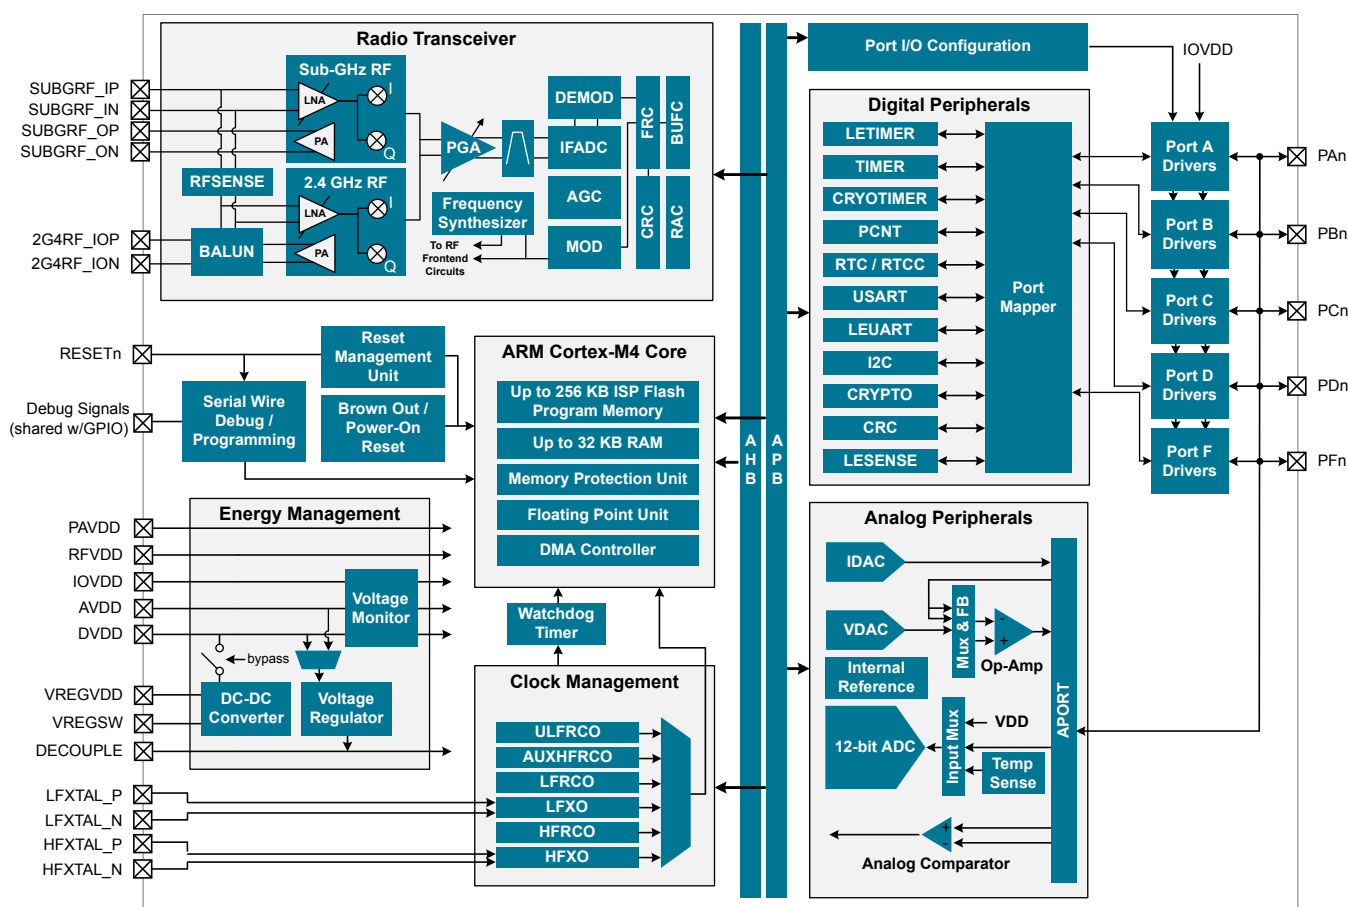 Radio Transceiver
SUBGRF_IP
SUBGRF_IN
SUBGRF_OP
SUBGRF_ON
2G4RF_IOP
2G4RF_ION
Sub-GHz RF
LNA
I
PA
Q
RFSENSE
2.4 GHz RF
LNA
I
PA
Q
BALUN
PGA
Frequency
Synthesizer
To RF
Frontend
Circuits
DEMOD
IFADC
AGC
MOD
FRC
BUFC
CRC
RAC
RESETn
Debug Signals
(shared w/GPIO)
Reset
Management
Unit
Serial Wire
Debug /
Programming
Brown Out /
Power-On
Reset
ARM Cortex-M4 Core
Up to 256 KB ISP Flash
Program Memory
Up to 32 KB RAM
Memory Protection Unit
Floating Point Unit
DMA Controller
Watchdog
Timer
Energy Management
PAVDD
RFVDD
IOVDD
AVDD
DVDD
VREGVDD
VREGSW
DECOUPLE
Voltage
Monitor
bypass
DC-DC
Converter
Voltage
Regulator
Clock Management
ULFRCO
AUXHFRCO
LFRCO
LFXO
HFRCO
HFXO
LFXTAL_P
LFXTAL_N
HFXTAL_P
HFXTAL_N
AHB
APB
Port I/O Configuration
IOVDD
Digital Peripherals
LETIMER
TIMER
CRYOTIMER
PCNT
RTC / RTCC
USART
LEUART
I2C
CRYPTO
CRC
LESENSE
Port
Mapper
Port A
Drivers
Port B
Drivers
Port C
Drivers
Port D
Drivers
Port F
Drivers
PAn
PBn
PCn
PDn
PFn
Analog Peripherals
IDAC
VDAC
Mux & FB
-
+
Op-Amp
Internal
Reference
12-bit ADC
Input Mux
VDD
Temp
Sense
APORT
+
-
Analog Comparator